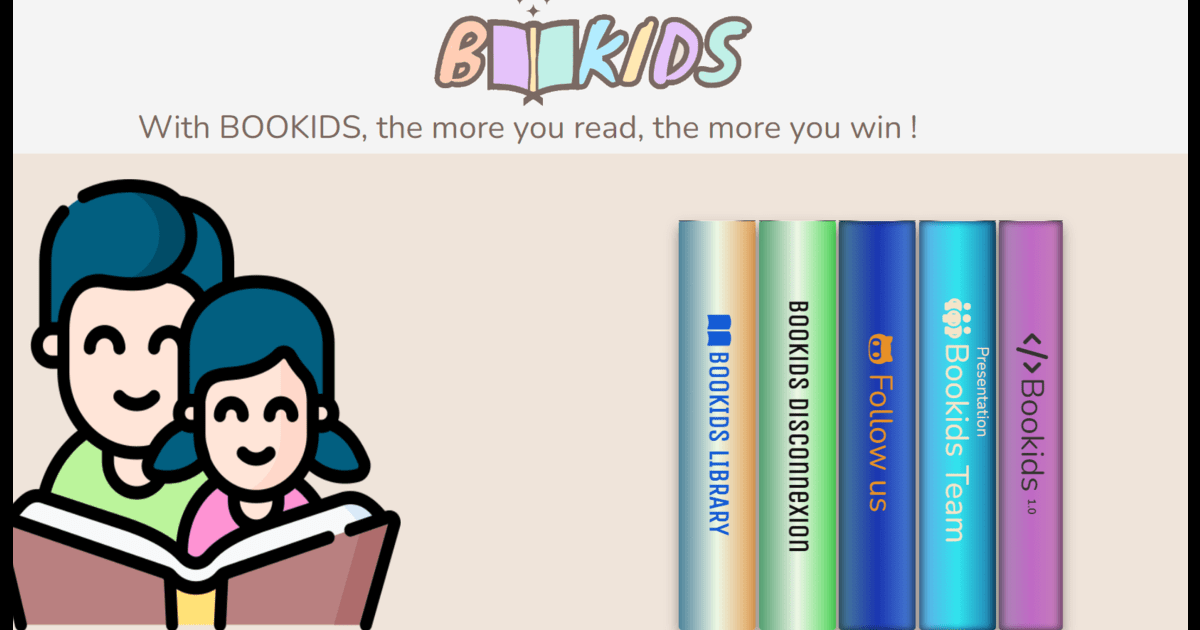 BOOKIDS
With BOOKIDS, the more you read, the more you win !
BOOKIDS LIBRARY
BOOKIDS DISCONNEXION
Follow us
Presentation
Bookids Team
</>Bookids 1.0